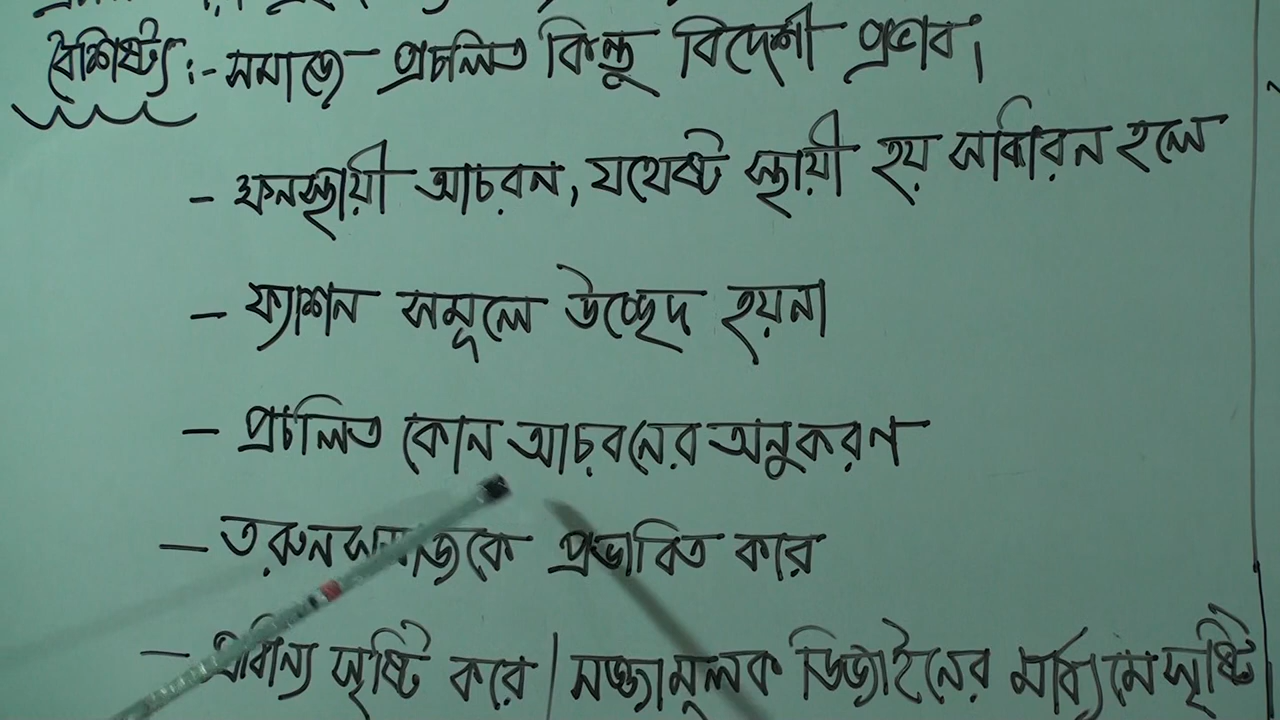 বৈশিষ্ট্য :- সমাজে প্রচলিত কিন্তু বিদেশী প্রভাব।
- ক্ষনস্থায়ী আচরন, যথেষ্ট স্থায়ী হয় সার্বারন হলে
- ফ্যাশন সমূলে উচ্ছেদ হয়না
- প্রচলিত কোন আচরনের অনুকরণ
- তরুনসমাজকে প্রভাবিত করে
- প্রাধান্য সৃষ্টি করে | সজ্জামূলক ডিজাইনের মাধ্যমে সৃষ্টি